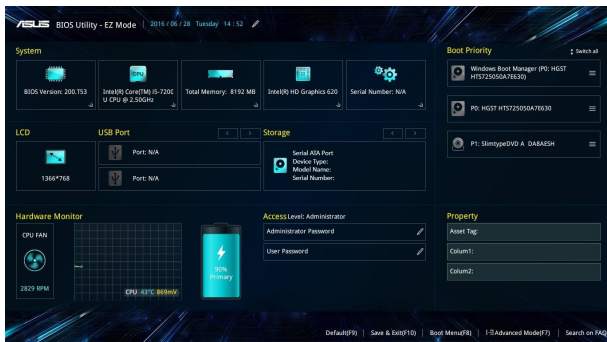 ASUS BIOS Utility - EZ Mode | 2016 / 06 / 28 Tuesday 14 : 52
System
BIOS Version: 200.T53
CPU
Intel(R) Core(TM) i5-7200
U CPU @ 2.50GHz
Total Memory: 8192 MB
Intel(R) HD Graphics 620
Serial Number: N/A
Boot Priority
Switch all
Windows Boot Manager (P0: HGST
HTS725050A7E630)
P0: HGST HTS725050A7E630
P1: SlimtypeDVD A DA8AESH
LCD
1366*768
USB Port
Port: N/A
Port: N/A
Storage
Serial ATA Port
Device Type:
Model Name:
Serial Number:
Hardware Monitor
CPU FAN
2829 RPM
CPU 43°C 869mV
90%
Primary
Access Level: Administrator
Administrator Password
User Password
Property
Asset Tag:
Colum1:
Colum2:
Default(F9) | Save & Exit(F10) | Boot Menu(F8) | Advanced Mode(F7) | Search on FAQ